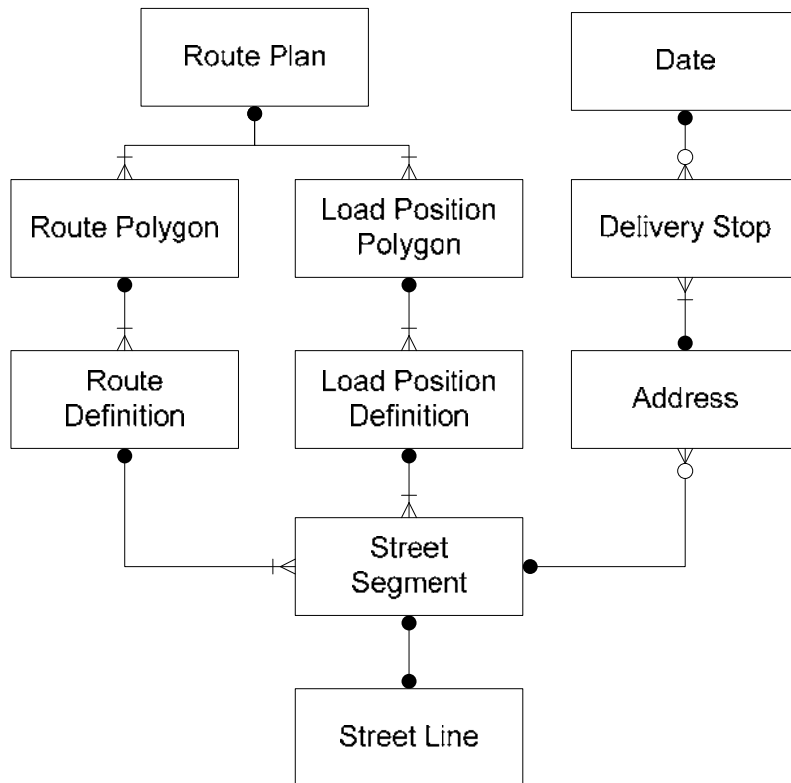 Route Plan
Date
Route Polygon
Load Position
Polygon
Delivery Stop
Route
Definition
Load Position
Definition
Address
Street
Segment
Street Line